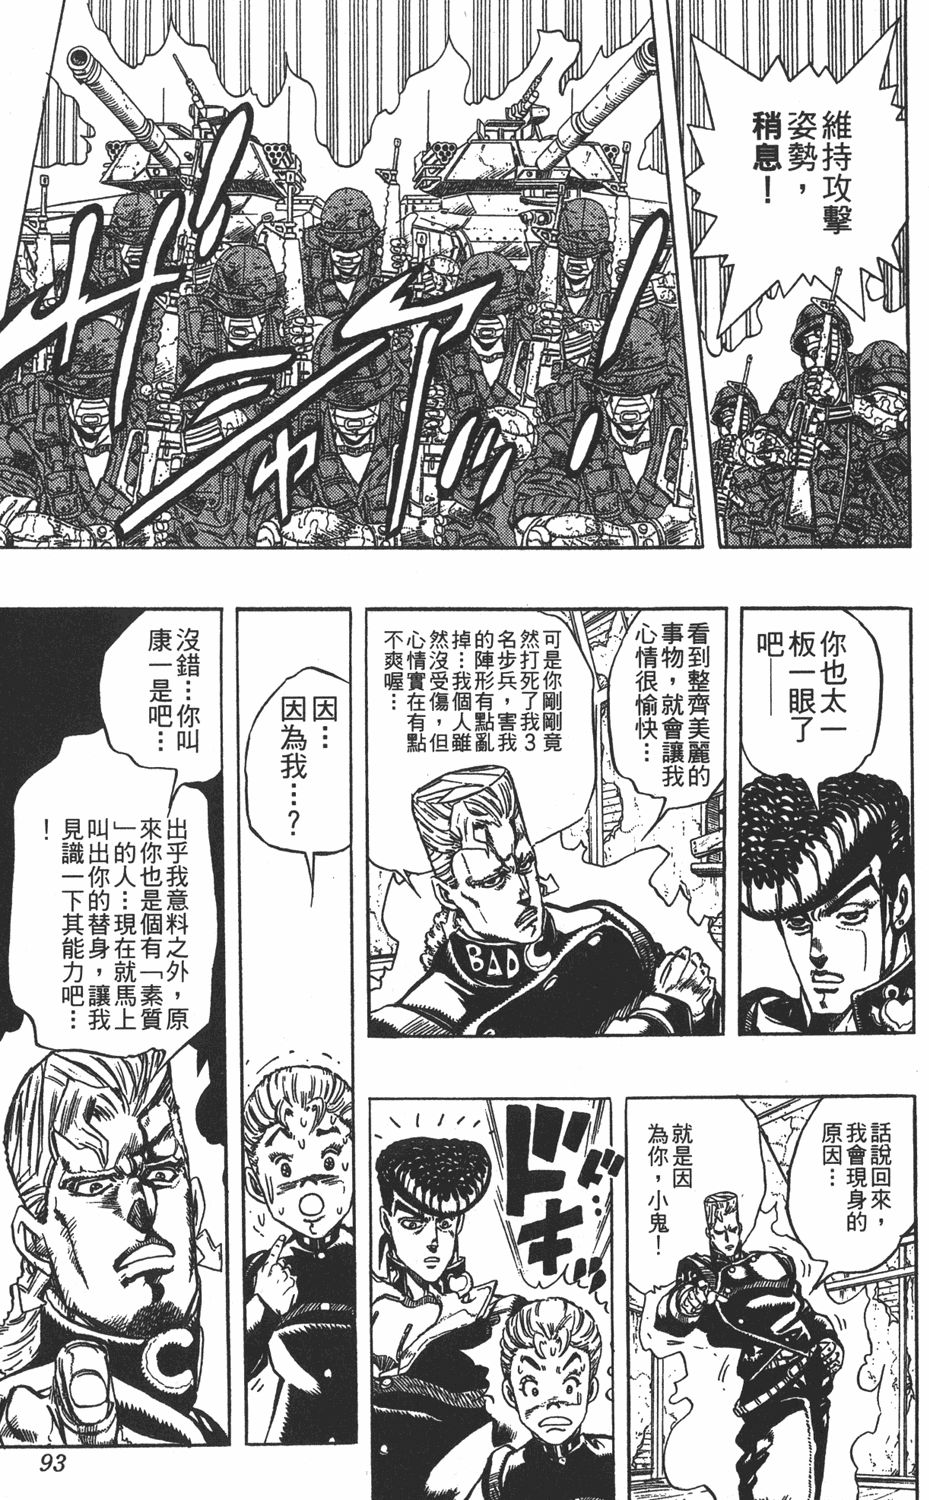 維持攻擊
姿勢，
稍息！
ザッ！
ジャキッ！
你也太一
板一眼了
吧──
看到整齊美麗的
事物，就會讓我
心情很愉快…
可是你剛剛竟
然打死了我3
名步兵，害我
的陣形有點亂
掉…我個人雖
然沒受傷，但
心情實在有點
不爽喔…
BAD
因…
因為我…？
沒錯…你叫
康一是吧…
出乎我意料之外，原
來你也是個有「素質
」的人…現在就馬上
叫出你的替身，讓我
見識一下其能力吧…
！
話說回來，
我會現身的
原因…
就是因
為你，小鬼！
ドキッ
C
93